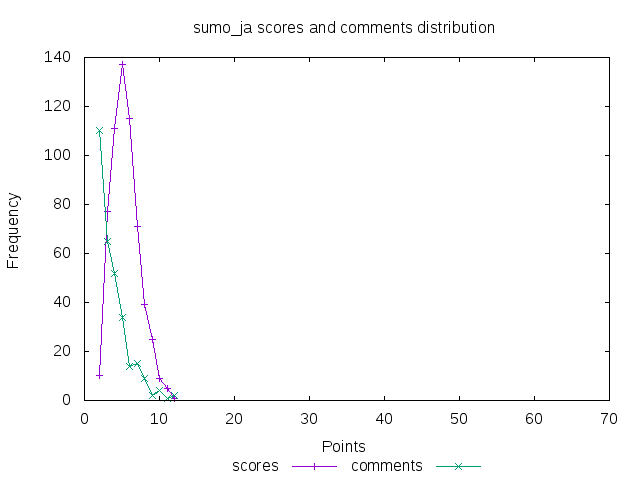 sumo_ja scores and comments distribution
140
120
100
80
60
40
20
0
Frequency
0 10 20 30 40 50 60 70
Points
scores comments